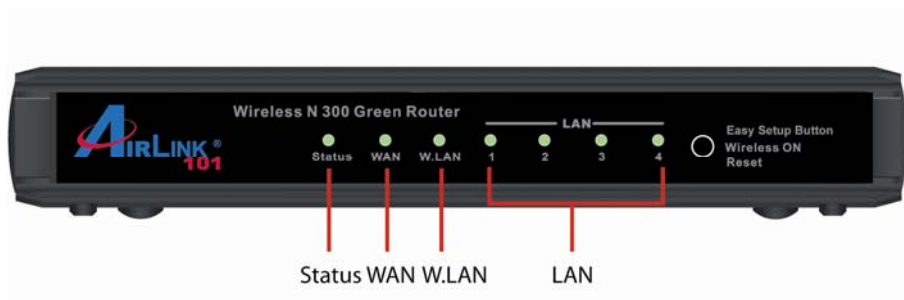 Wireless N 300 Green Router
AIRLINK ®
101
LAN
Status WAN W.LAN 1 2 3 4
Easy Setup Button
Wireless ON
Reset
Status WAN W.LAN LAN